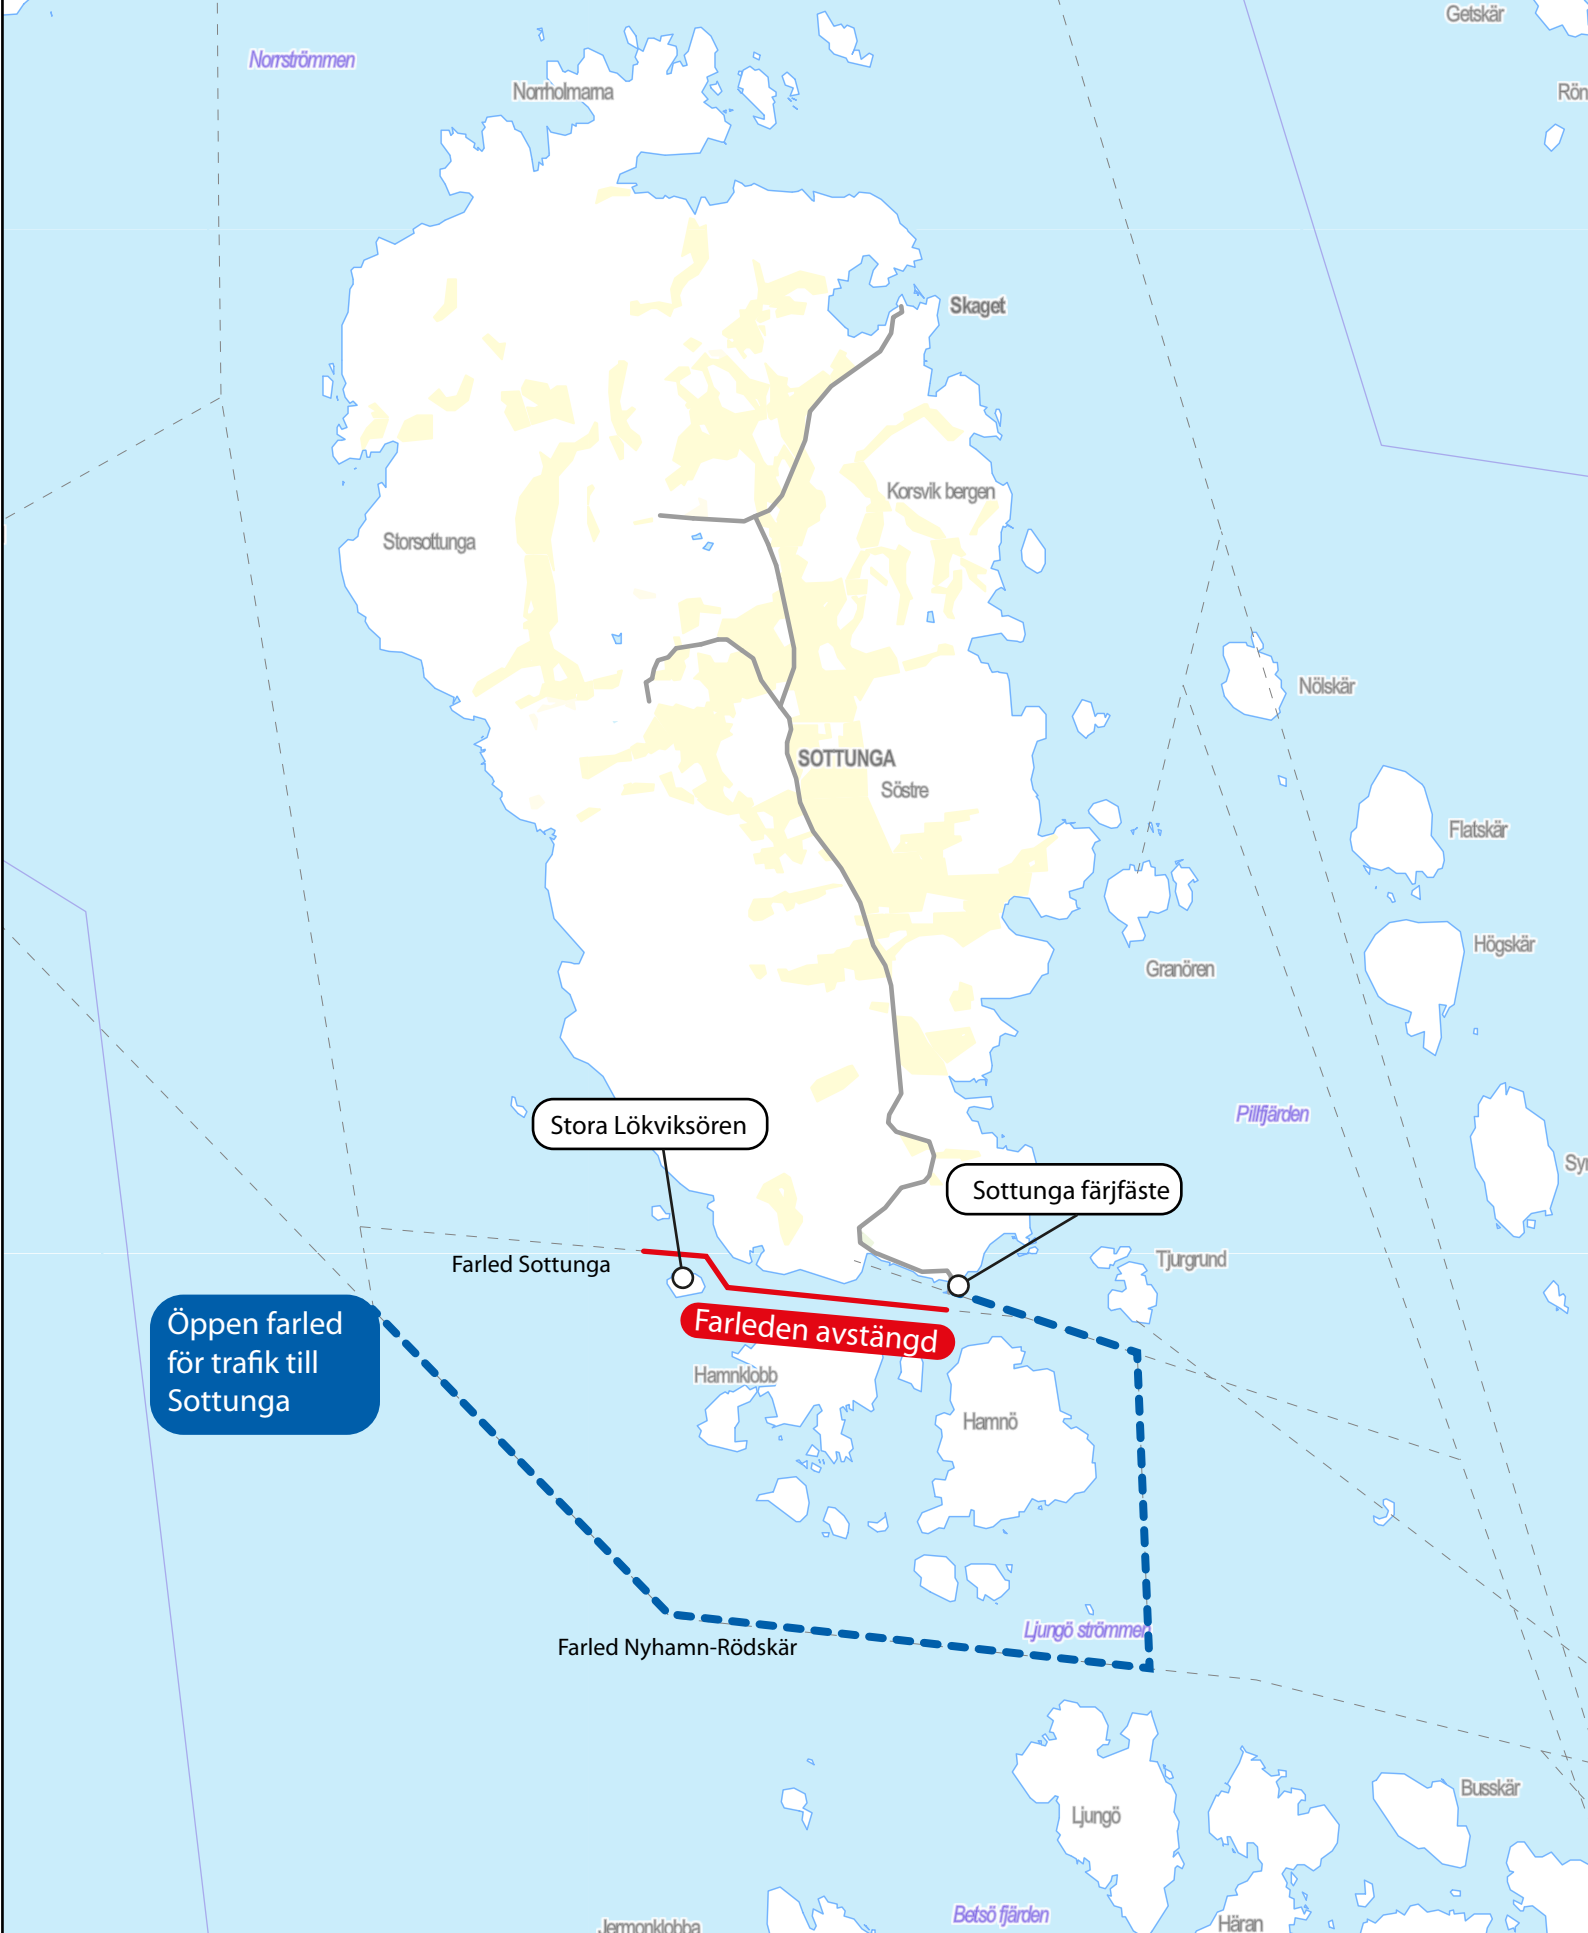 Getskär
Norrströmmen
Norrholmarna
Skaget
Korsvik bergen
Storsottunga
Nölskär
SOTTUNGA
Söstre
Flatskär
Högskär
Granören
Stora Lökviksören
Pillfjärden
Sottunga färjfäste
Farled Sottunga
Tjurgrund
Öppen farled
för trafik till
Sottunga
Farleden avstängd
Hamnklobb
Hamnö
Ljungö strömmen
Farled Nyhamn-Rödskär
Busskär
Ljungö
Betsö fjärden
Häran
Jermonklobba